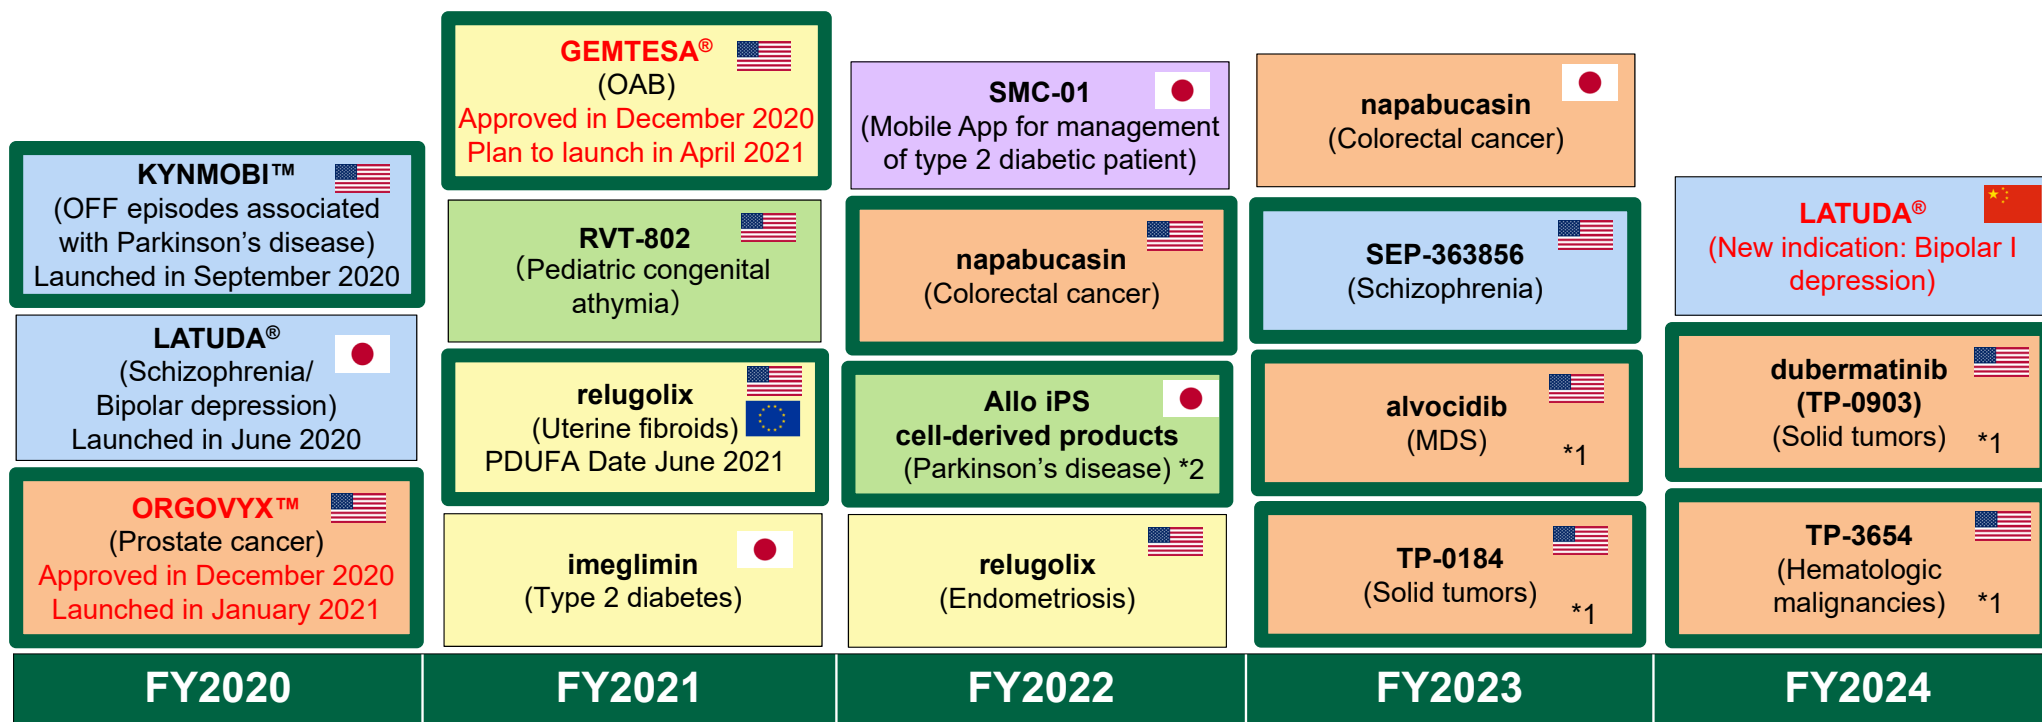 KYNMOBI™
(OFF episodes associated
with Parkinson’s disease)
Launched in September 2020
LATUDA®
(Schizophrenia/
Bipolar depression)
Launched in June 2020
ORGOVYX™
(Prostate cancer)
Approved in December 2020
Launched in January 2021
FY2020
GEMTESA®
(OAB)
Approved in December 2020
Plan to launch in April 2021
RVT-802
（Pediatric congenital
athymia）
relugolix
(Uterine fibroids)
PDUFA Date June 2021
imeglimin
(Type 2 diabetes)
FY2021
SMC-01
(Mobile App for management
of type 2 diabetic patient)
napabucasin
(Colorectal cancer)
Allo iPS
cell-derived products
(Parkinson’s disease) *2
relugolix
(Endometriosis)
FY2022
napabucasin
(Colorectal cancer)
SEP-363856
(Schizophrenia)
alvocidib
(MDS)
*1
TP-0184
(Solid tumors)
*1
FY2023
LATUDA®
(New indication: Bipolar I
depression)
dubermatinib
(TP-0903)
(Solid tumors) *1
TP-3654
(Hematologic
malignancies) *1
FY2024